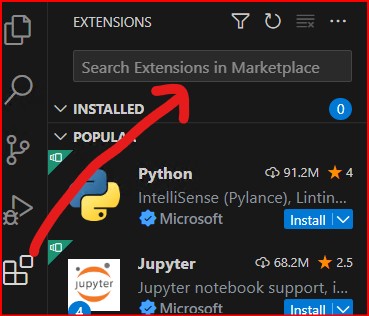 EXTENSIONS
Search Extensions in Marketplace
INSTALLED 0
POPULAR
Python 91.2M 4
IntelliSense (Pylance), Lintin...
Microsoft Install
Jupyter 68.2M 2.5
jupyter
Jupyter notebook support, i...
4 Microsoft Install